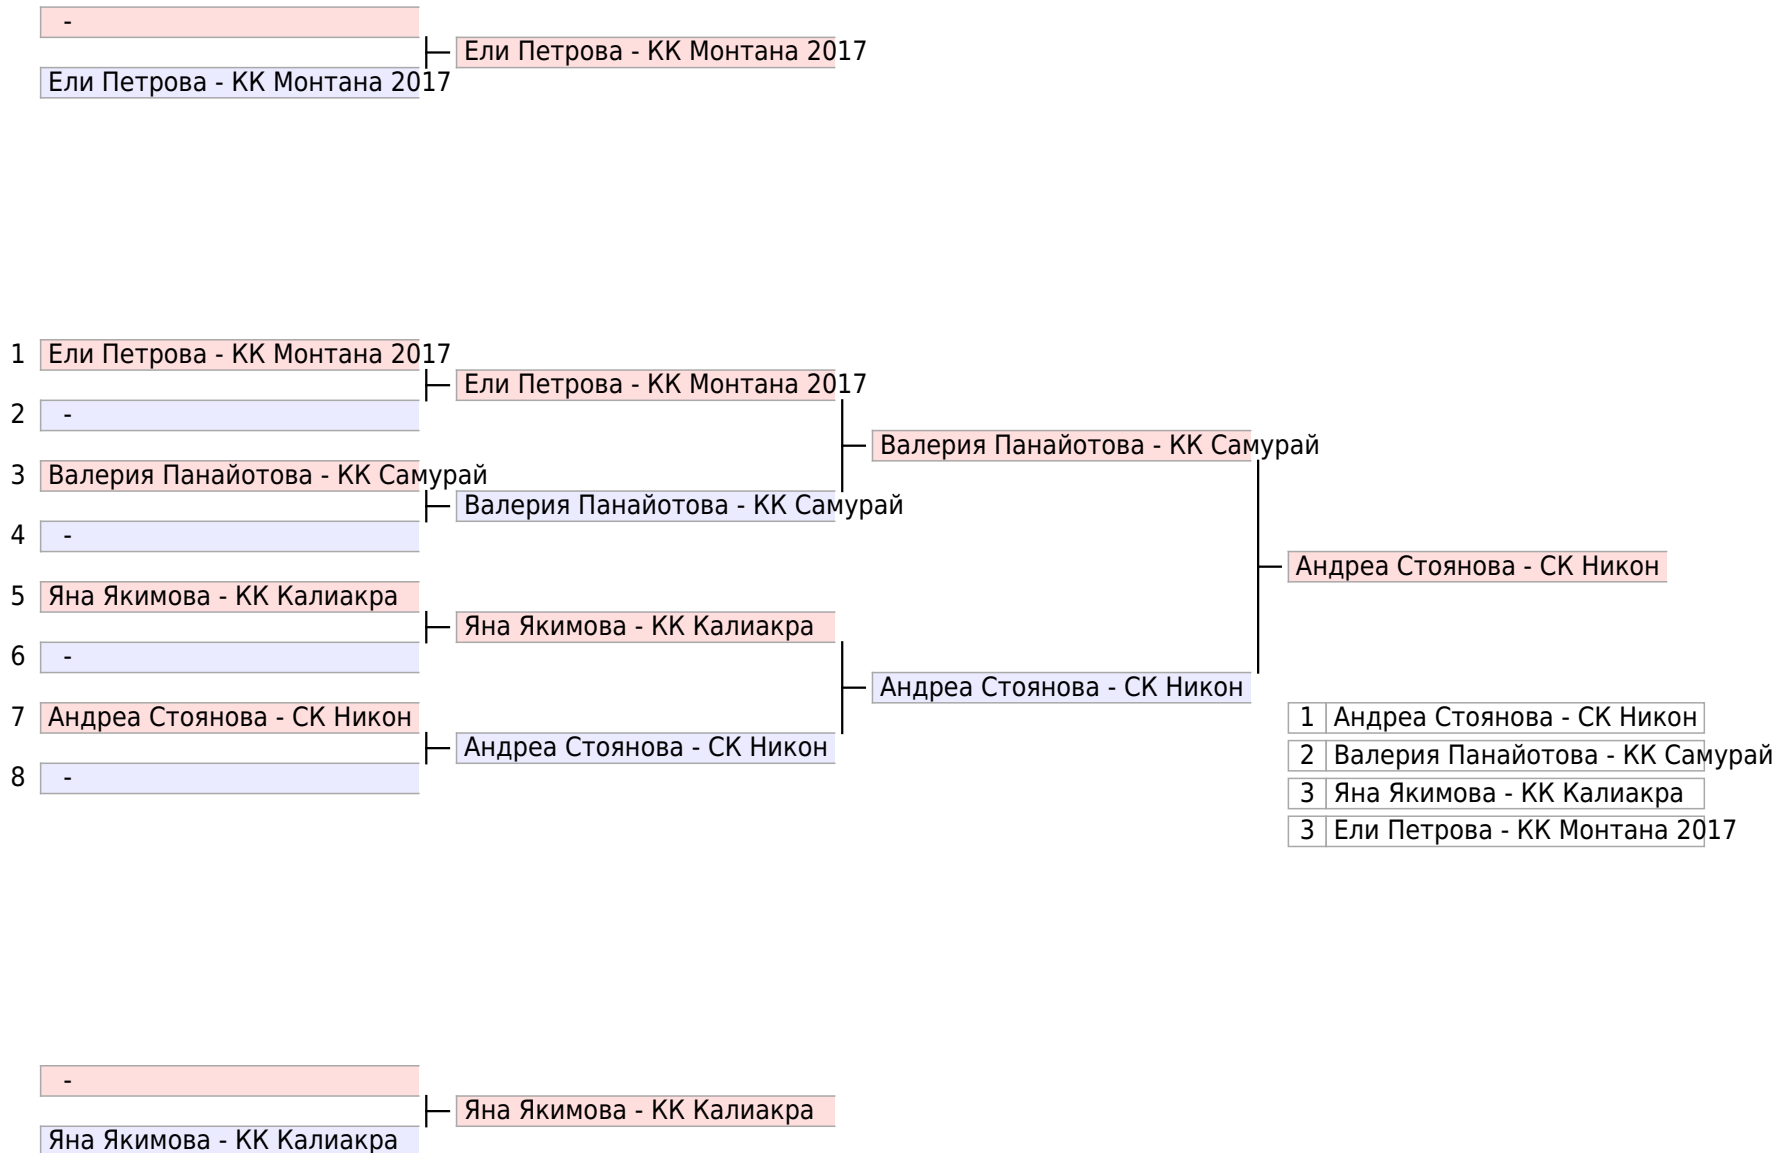 -
Ели Петрова - КК Монтана 2017
Ели Петрова - КК Монтана 2017
1 Ели Петрова - КК Монтана 2017
Ели Петрова - КК Монтана 2017
2 -
Валерия Панайотова - КК Самурай
3 Валерия Панайотова - КК Самурай
Валерия Панайотова - КК Самурай
4 -
Андреа Стоянова - СК Никон
5 Яна Якимова - КК Калиакра
Яна Якимова - КК Калиакра
6 -
Андреа Стоянова - СК Никон
7 Андреа Стоянова - СК Никон
Андреа Стоянова - СК Никон
8 -
1 Андреа Стоянова - СК Никон
2 Валерия Панайотова - КК Самурай
3 Яна Якимова - КК Калиакра
3 Ели Петрова - КК Монтана 2017
-
Яна Якимова - КК Калиакра
Яна Якимова - КК Калиакра